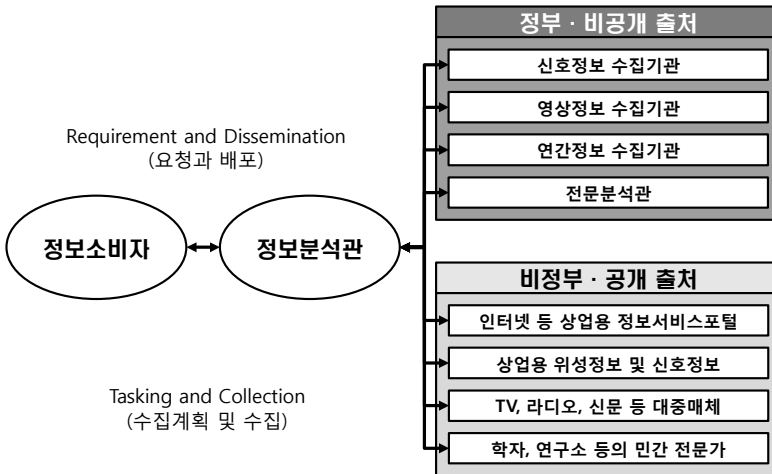 정부 · 비공개 출처
신호정보 수집기관
영상정보 수집기관
연간정보 수집기관
전문분석관
Requirement and Dissemination
(요청과 배포)
정보소비자
정보분석관
비정부 · 공개 출처
인터넷 등 상업용 정보서비스포털
상업용 위성정보 및 신호정보
TV, 라디오, 신문 등 대중매체
학자, 연구소 등의 민간 전문가
Tasking and Collection
(수집계획 및 수집)